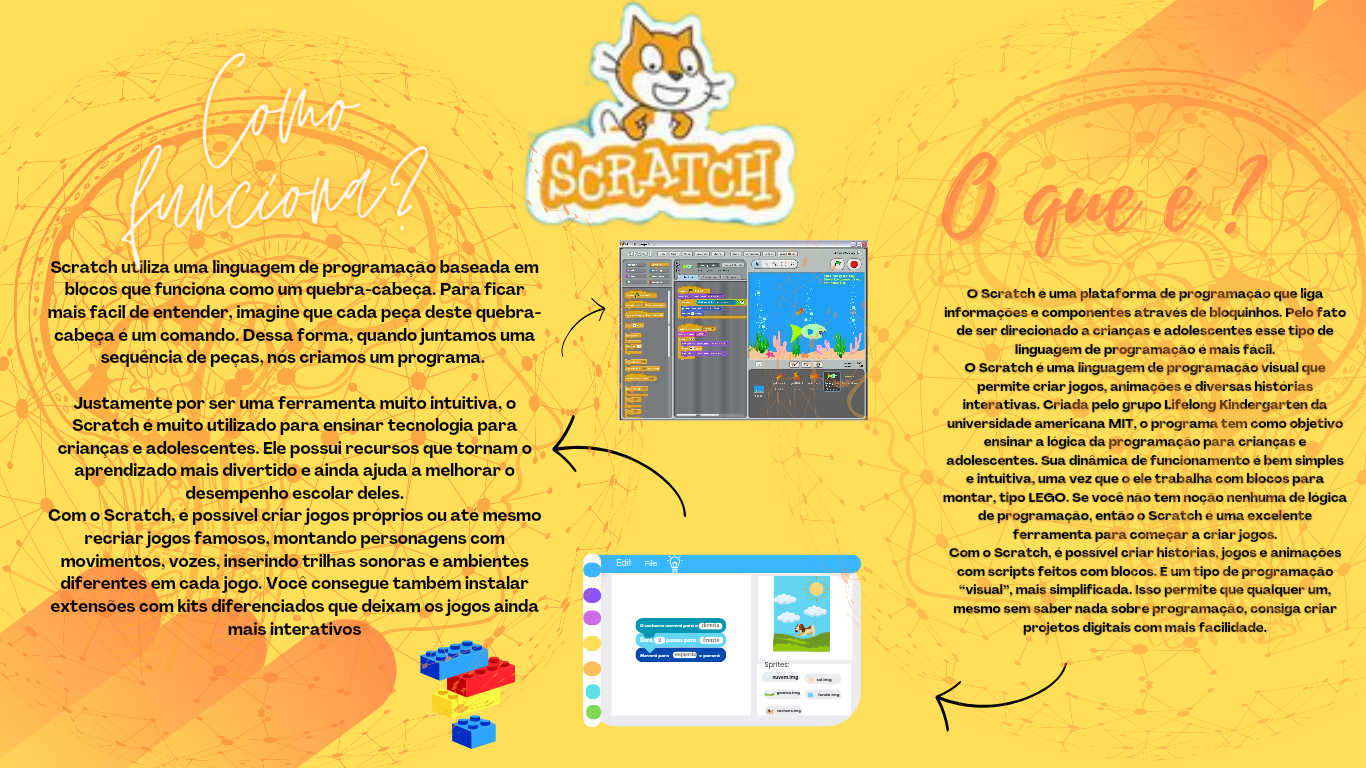 Como
funciona?
Scratch utiliza uma linguagem de programação baseada em
blocos que funciona como um quebra-cabeça. Para ficar
mais fácil de entender, imagine que cada peça deste quebra-
cabeça é um comando. Dessa forma, quando juntamos uma
sequência de peças, nós criamos um programa.
Justamente por ser uma ferramenta muito intuitiva, o
Scratch é muito utilizado para ensinar tecnologia para
crianças e adolescentes. Ele possui recursos que tornam o
aprendizado mais divertido e ainda ajuda a melhorar o
desempenho escolar deles.
Com o Scratch, é possível criar jogos próprios ou até mesmo
recriar jogos famosos, montando personagens com
movimentos, vozes, inserindo trilhas sonoras e ambientes
diferentes em cada jogo. Você consegue também instalar
extensões com kits diferenciados que deixam os jogos ainda
mais interativos
SCRATCH
Edit File
O cachorro moverá para a direita
2 passos para frente
Moverá para esquerda e parará
Sprites:
nuvem.img
sol.img
grama.img
fundo.img
cachorro.img
O que é ?
O Scratch é uma plataforma de programação que liga
informações e componentes através de bloquinhos. Pelo fato
de ser direcionado a crianças e adolescentes esse tipo de
linguagem de programação é mais fácil.
O Scratch é uma linguagem de programação visual que
permite criar jogos, animações e diversas histórias
interativas. Criada pelo grupo Lifelong Kindergarten da
universidade americana MIT, o programa tem como objetivo
ensinar a lógica da programação para crianças e
adolescentes. Sua dinâmica de funcionamento é bem simples
e intuitiva, uma vez que o ele trabalha com blocos para
montar, tipo LEGO. Se você não tem noção nenhuma de lógica
de programação, então o Scratch é uma excelente
ferramenta para começar a criar jogos.
Com o Scratch, é possível criar histórias, jogos e animações
com scripts feitos com blocos. É um tipo de programação
“visual”, mais simplificada. Isso permite que qualquer um,
mesmo sem saber nada sobre programação, consiga criar
projetos digitais com mais facilidade.